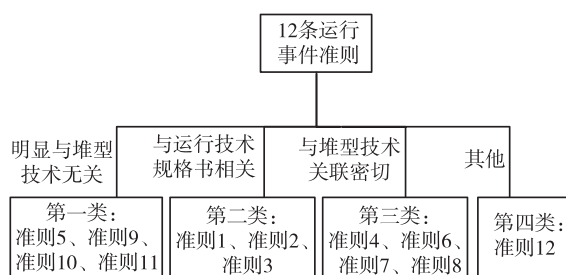 12条运行
事件准则
明显与堆型
技术无关
与运行技术
规格书相关
与堆型技术
关联密切
其他
第一类：
准则5、准则9、
准则10、准则11
第二类：
准则1、准则2、
准则3
第三类：
准则4、准则6、
准则7、准则8
第四类：
准则12